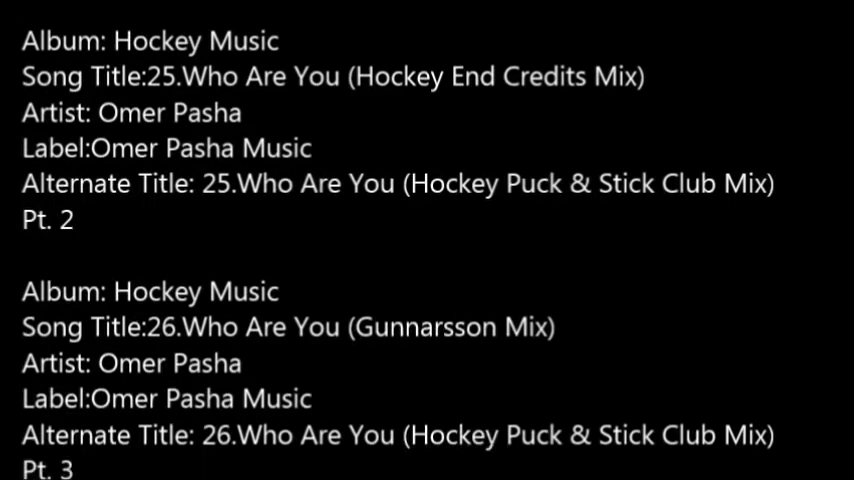 Album: Hockey Music
Song Title:25.Who Are You (Hockey End Credits Mix)
Artist: Omer Pasha
Label:Omer Pasha Music
Alternate Title: 25.Who Are You (Hockey Puck & Stick Club Mix)
Pt. 2
Album: Hockey Music
Song Title:26.Who Are You (Gunnarsson Mix)
Artist: Omer Pasha
Label:Omer Pasha Music
Alternate Title: 26.Who Are You (Hockey Puck & Stick Club Mix)
Pt. 3